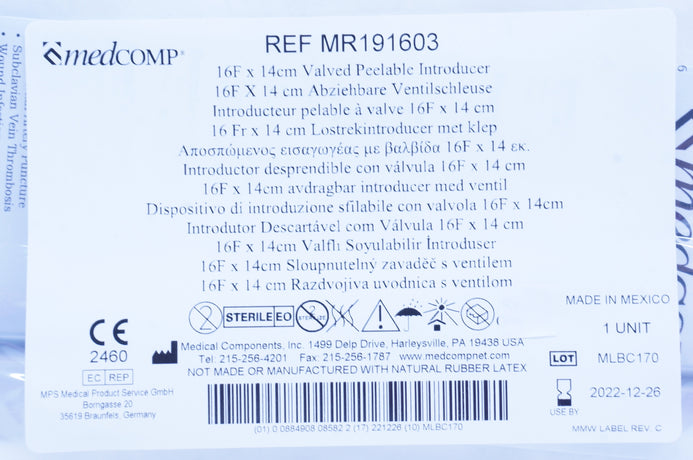 medCOMP®
REF MR191603
16F x 14cm Valved Peelable Introducer
16F X 14 cm Abziehbare Ventilschleuse
Introducteur pelable à valve 16F x 14 cm
16 Fr x 14 cm Lostrekintroducer met klep
Αποσπώμενος εισαγωγέας με βαλβίδα 16F x 14 εκ.
Introductor desprendible con válvula 16F x 14 cm
16F x 14cm avdragbar introducer med ventil
Dispositivo di introduzione sfilabile con valvola 16F x 14cm
Introdutor Descartável com Válvula 16F x 14 cm
16F x 14cm Valflı Soyulabilir İntroduser
16F x 14cm Sloupnutelný zavaděč s ventilem
16F x 14cm Razdvojiva uvodnica s ventilom
2 STERILE EO 2 STERILIZE
CE
2460
EC REP
MPS Medical Product Service GmbH
Borngasse 20
35619 Braunfels, Germany
Medical Components, Inc. 1499 Delp Drive, Harleysville, PA 19438 USA
Tel: 215-256-4201 Fax: 215-256-1787 www.medcompnet.com
NOT MADE OR MANUFACTURED WITH NATURAL RUBBER LATEX
(01) 0 0884908 08582 2 (17) 221226 (10) MLBC170
MADE IN MEXICO
1 UNIT
LOT MLBC170
2022-12-26
USE BY
MMW LABEL REV. C
• Subclavian Vein Thrombosis
Puncture
• Wound
6